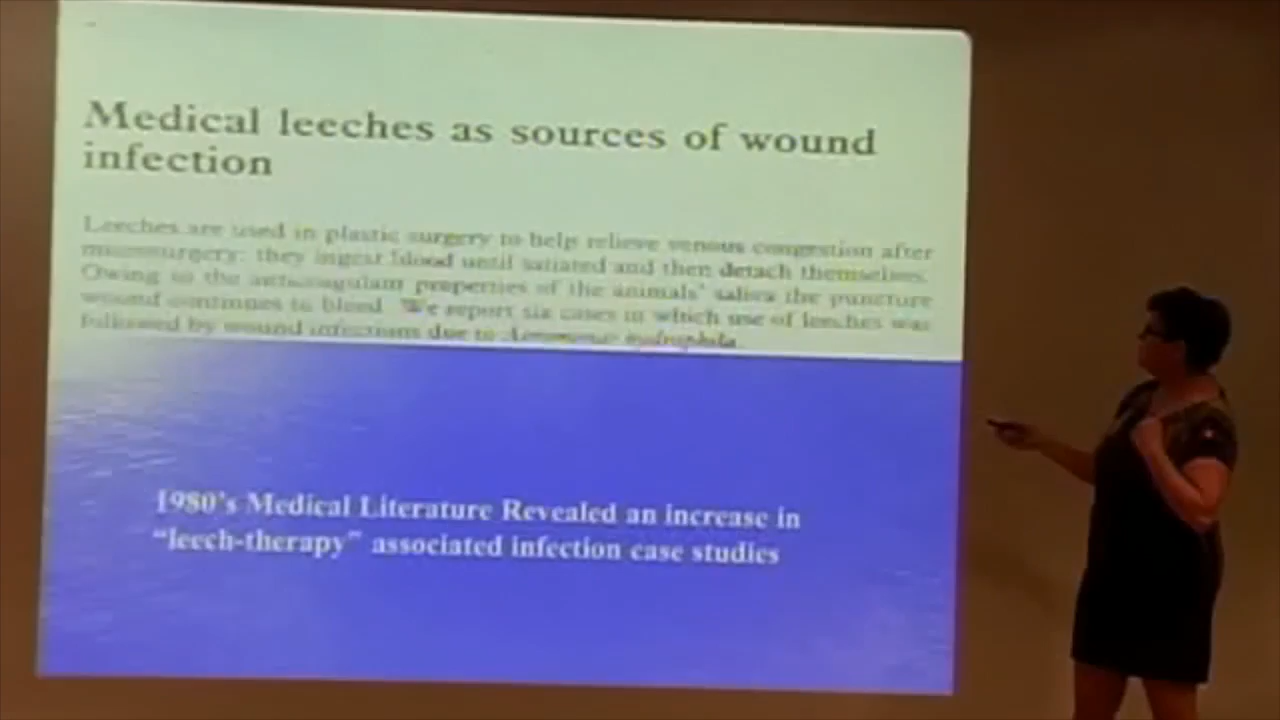 Medical leeches as sources of wound
infection
Leeches are used in plastic surgery to help relieve venous congestion after
microsurgery: they ingest blood until satiated and then detach themselves.
Owing to the anticoagulant properties of the animals' saliva the puncture
wound continues to bleed. We report six cases in which use of leeches was
followed by wound infections due to Aeromonas hydrophila.
1980's Medical Literature Revealed an increase in
“leech-therapy” associated infection case studies